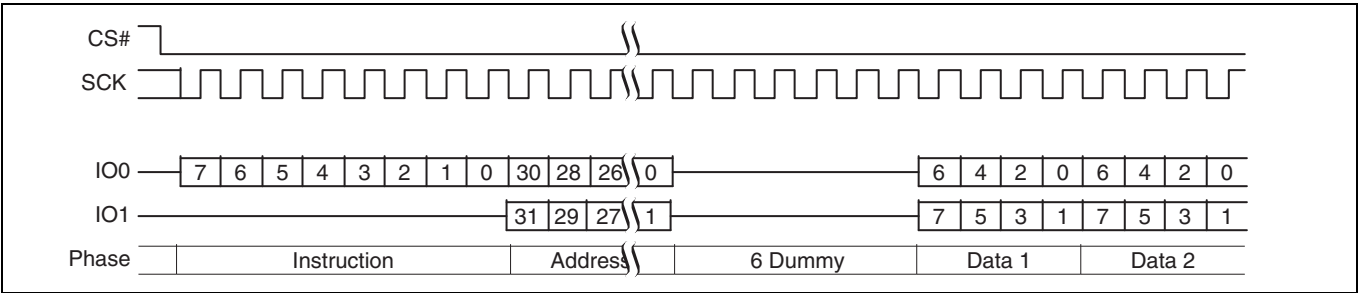 CS#
SCK
IO0 7 6 5 4 3 2 1 0 30 28 26 0 6 4 2 0 6 4 2 0
IO1 31 29 27 1 7 5 3 1 7 5 3 1
Phase Instruction Address 6 Dummy Data 1 Data 2